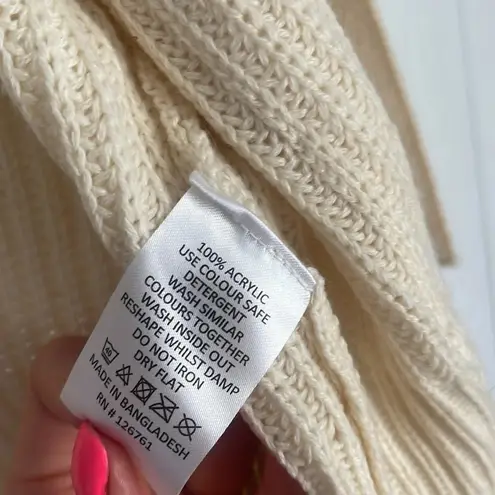 100% ACRYLIC
USE COLOUR SAFE
DETERGENT
WASH SIMILAR
COLOURS TOGETHER
WASH INSIDE OUT
RESHAPE WHILST DAMP
DO NOT IRON
DRY FLAT
MADE IN BANGLADESH
RN # 126761